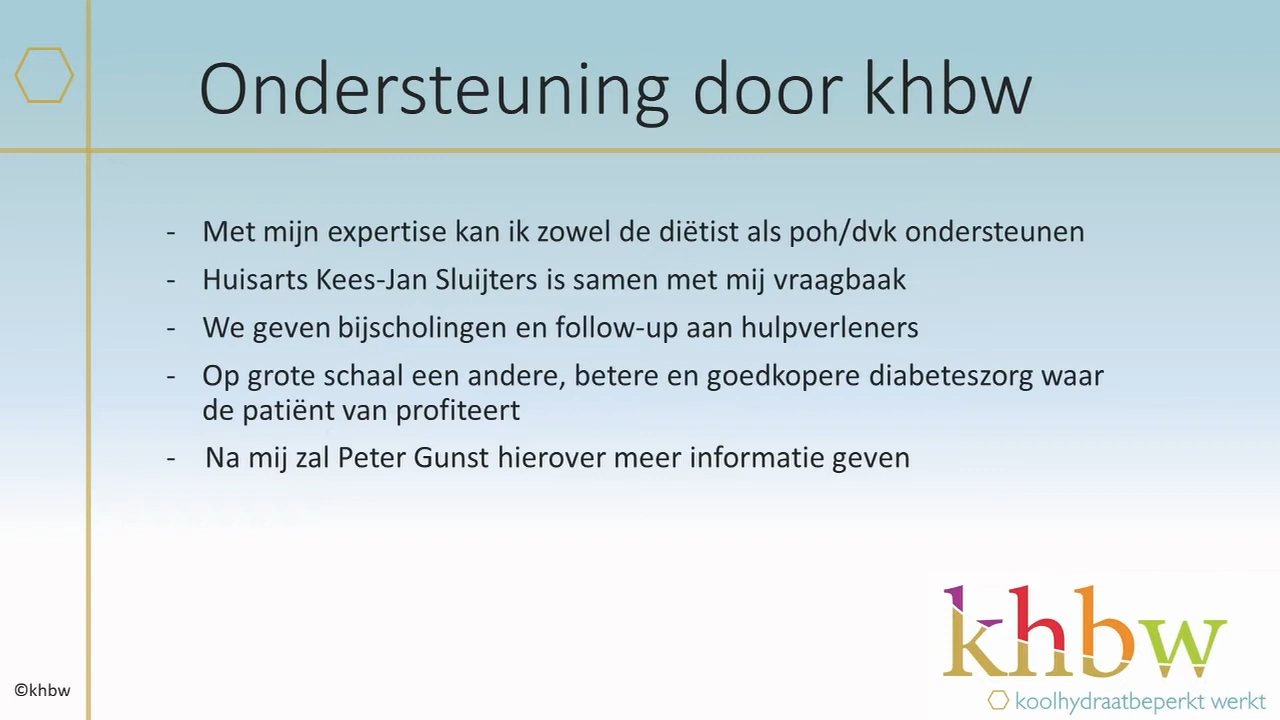 Ondersteuning door khbw
- Met mijn expertise kan ik zowel de diëtist als poh/dvk ondersteunen
- Huisarts Kees-Jan Sluijters is samen met mij vraagbaak
- We geven bijscholingen en follow-up aan hulpverleners
- Op grote schaal een andere, betere en goedkopere diabeteszorg waar
de patiënt van profiteert
- Na mij zal Peter Gunst hierover meer informatie geven
khbw
koolhydraatbeperkt werkt
©khbw